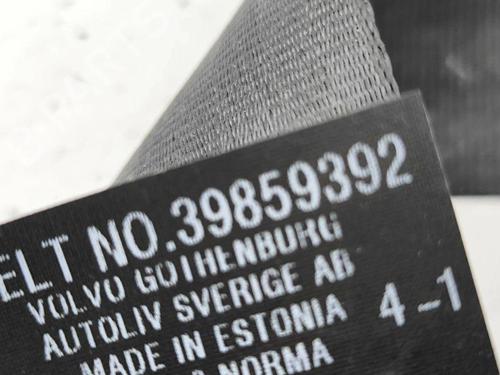 ELT NO.39859392
VOLVO GOTHENBURG
AUTOLIV SVERIGE AB
MADE IN ESTONIA 4-1
NORMA